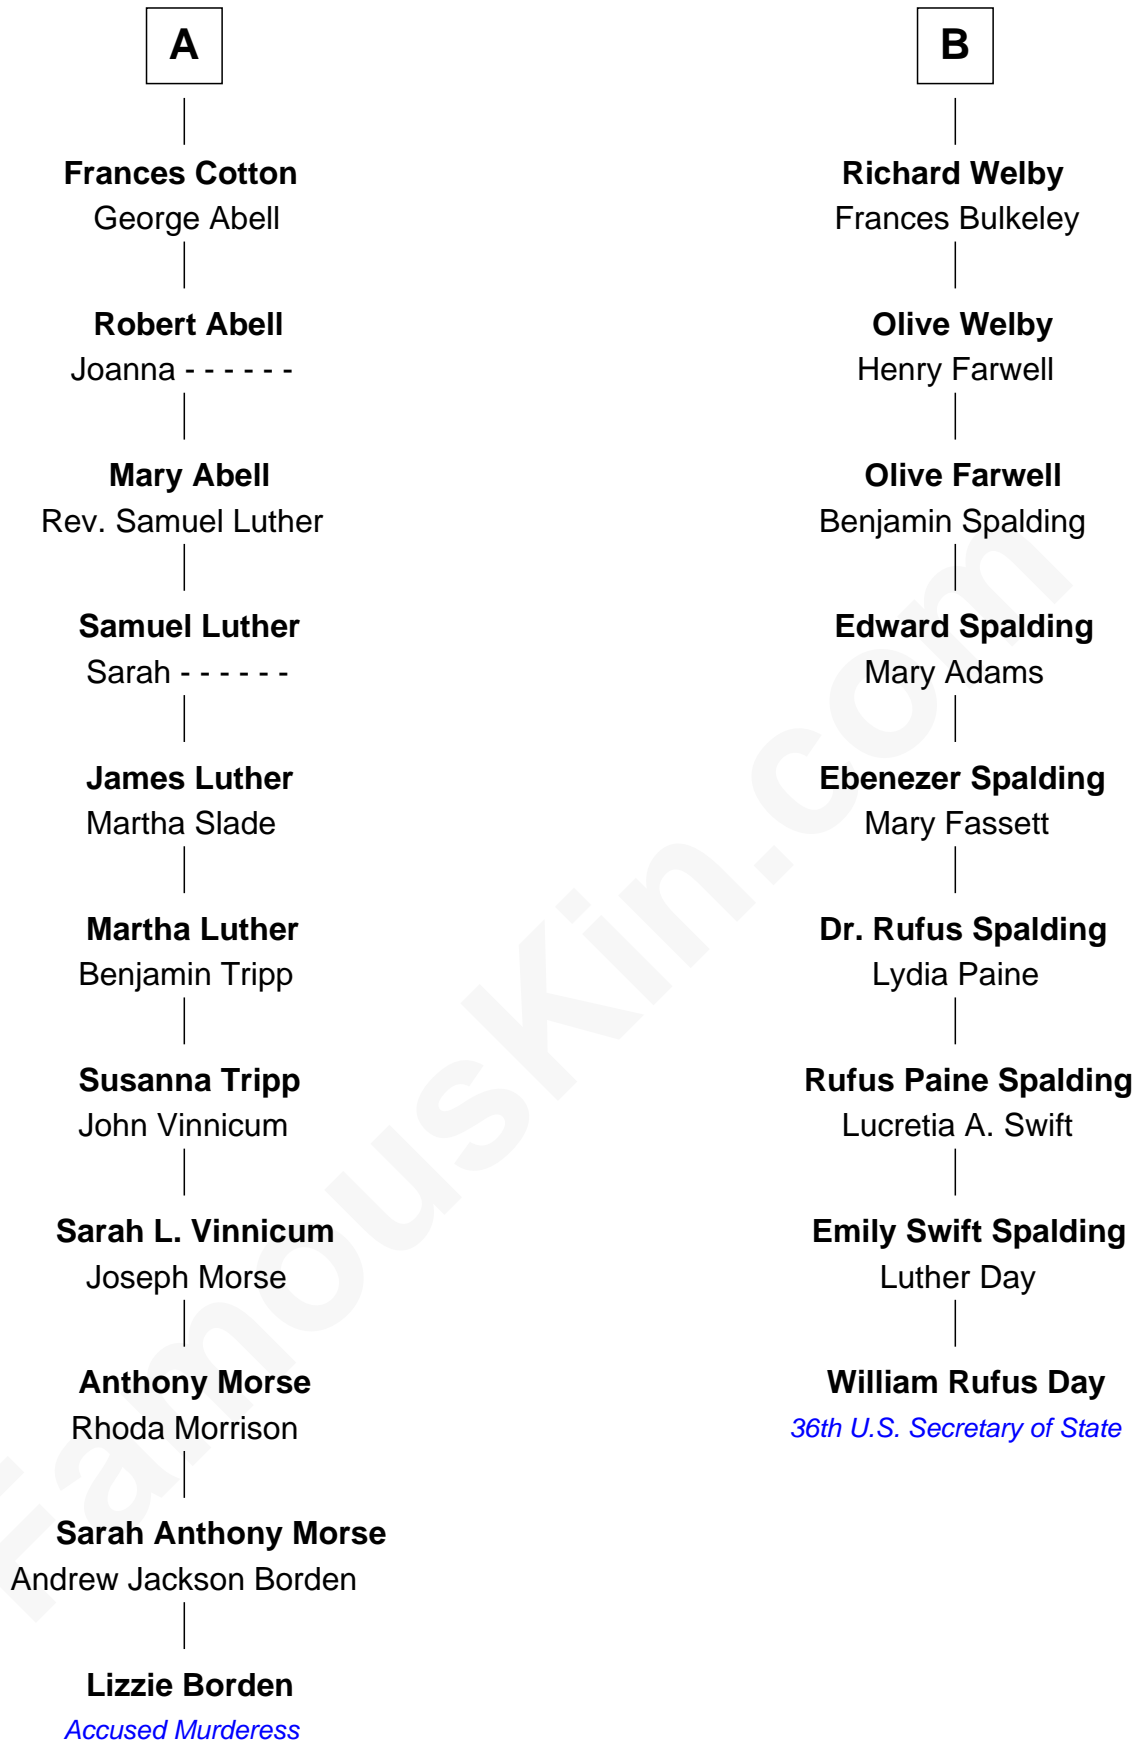 A
Frances Cotton
George Abell
Robert Abell
Joanna - - - - - -
Mary Abell
Rev. Samuel Luther
Samuel Luther
Sarah - - - - - -
James Luther
Martha Slade
Martha Luther
Benjamin Tripp
Susanna Tripp
John Vinnicum
Sarah L. Vinnicum
Joseph Morse
Anthony Morse
Rhoda Morrison
Sarah Anthony Morse
Andrew Jackson Borden
Lizzie Borden
Accused Murderess
B
Richard Welby
Frances Bulkeley
Olive Welby
Henry Farwell
Olive Farwell
Benjamin Spalding
Edward Spalding
Mary Adams
Ebenezer Spalding
Mary Fassett
Dr. Rufus Spalding
Lydia Paine
Rufus Paine Spalding
Lucretia A. Swift
Emily Swift Spalding
Luther Day
William Rufus Day
36th U.S. Secretary of State
FamousKin.com